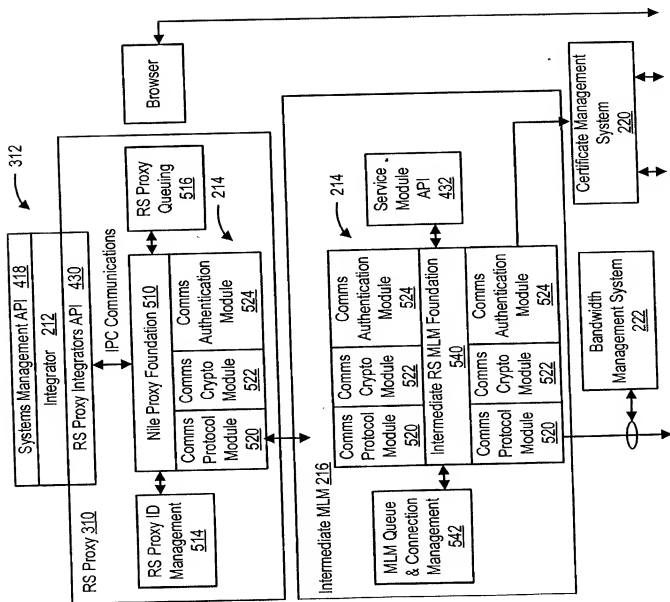 312
Systems Management API 418
Integrator 212
RS Proxy Integrators API 430
RS Proxy 310
IPC Communications
RS Proxy ID
Management
514
Nile Proxy Foundation 510
RS Proxy
Queuing
516
214
Comms
Protocol
Module
520
Comms
Crypto
Module
522
Comms
Authentication
Module
524
Browser
Intermediate MLM 216
214
Comms
Protocol
Module
520
Comms
Crypto
Module
522
Comms
Authentication
Module
524
MLM Queue
& Connection
Management
542
Intermediate RS MLM Foundation
540
Service
Module
API
432
Comms
Protocol
Module
520
Comms
Crypto
Module
522
Comms
Authentication
Module
524
Bandwidth
Management System
222
Certificate Management
System
220